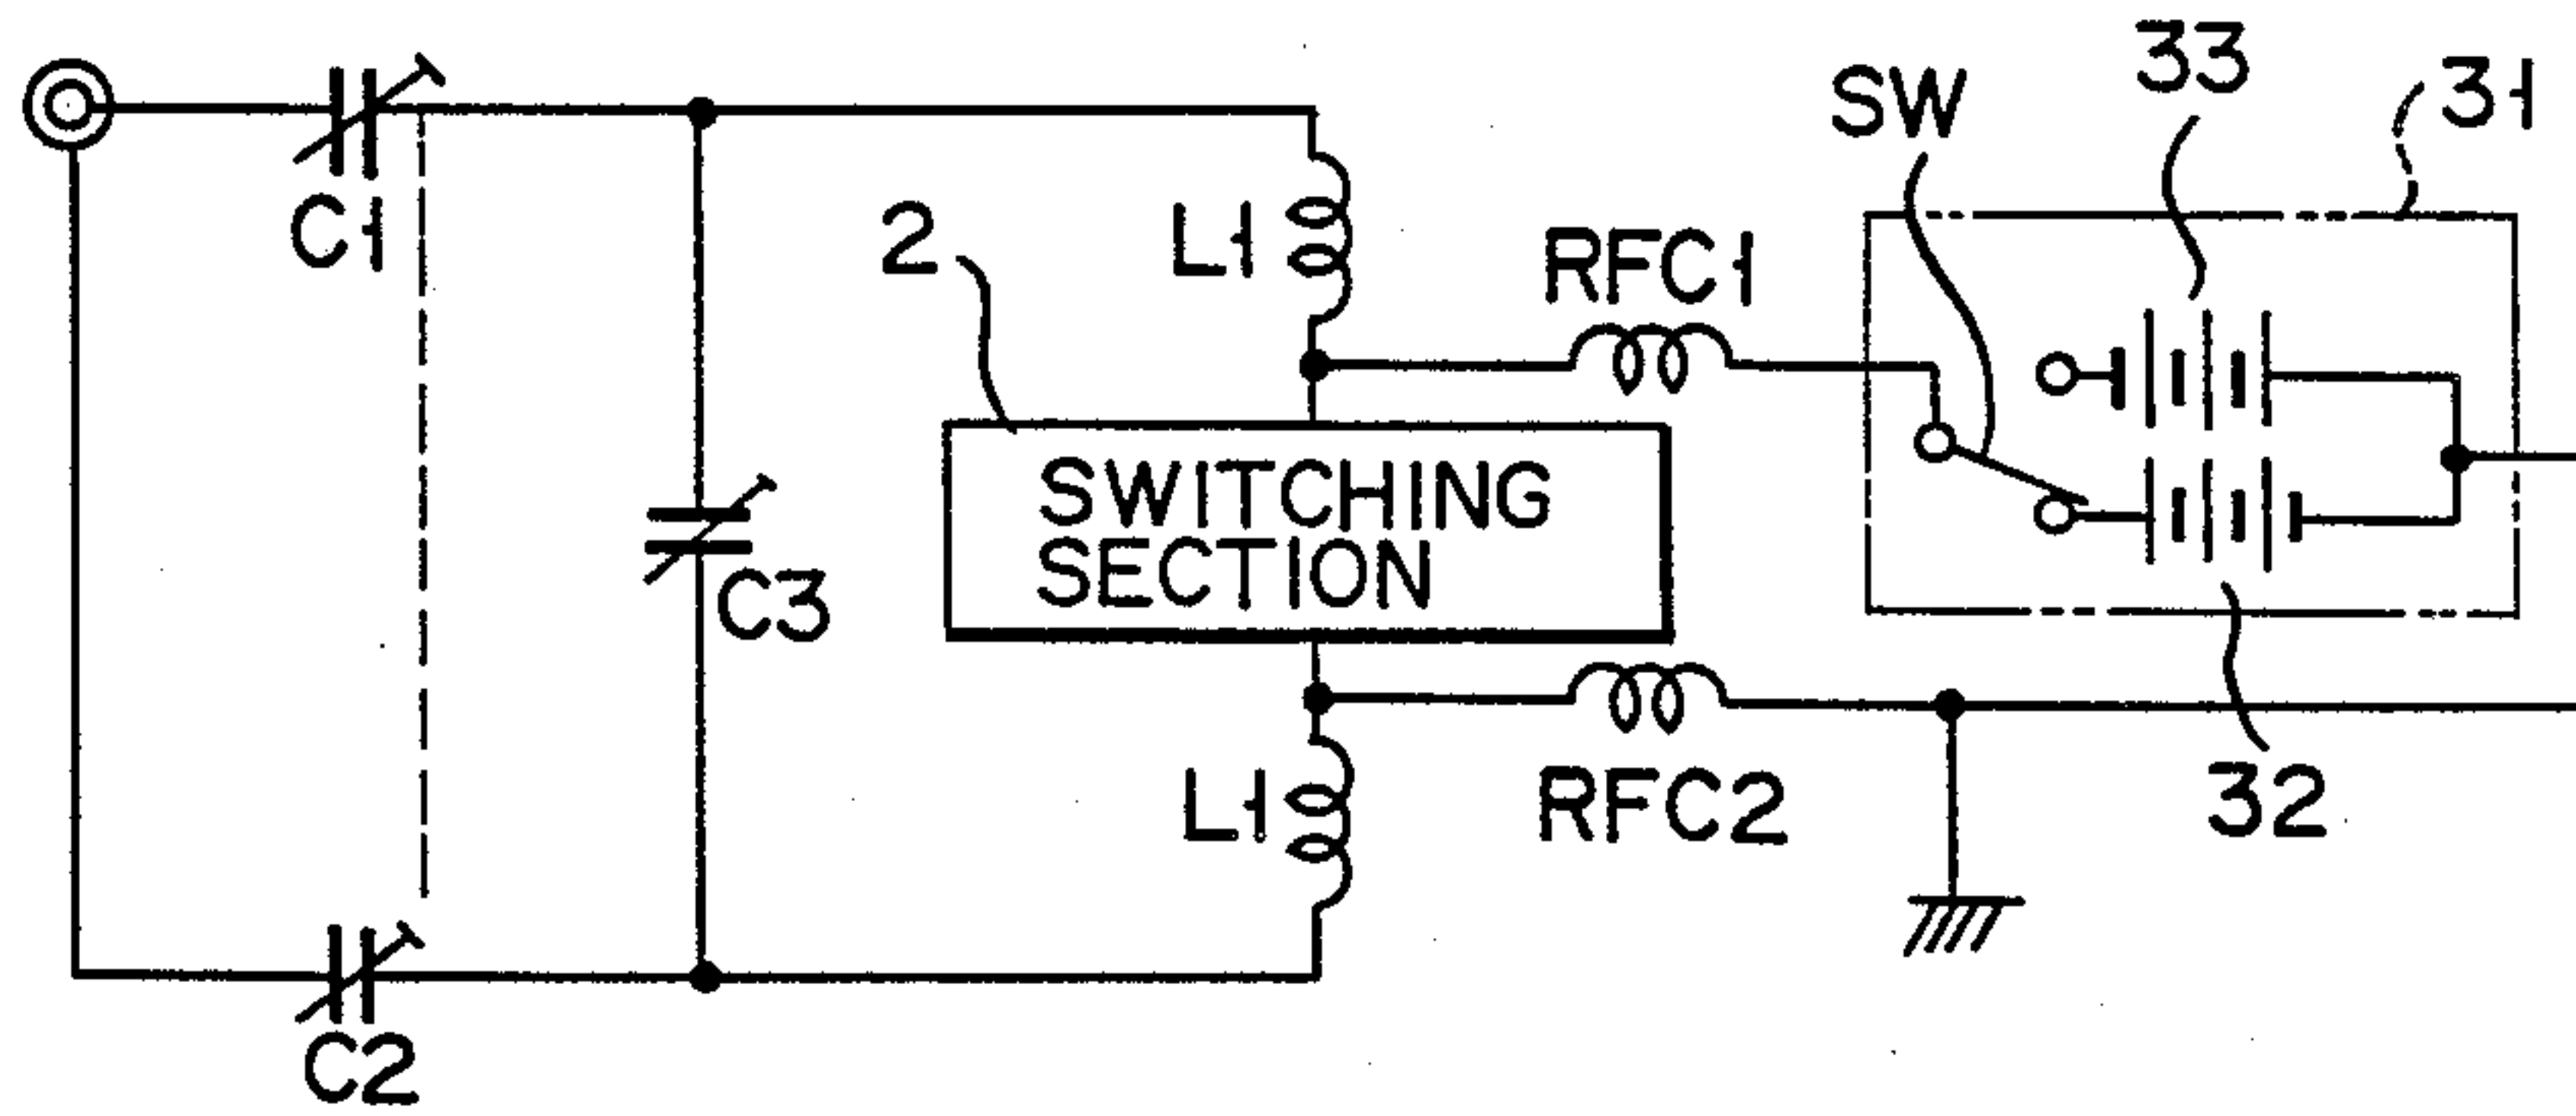 33
31
SW
C1
2
L1
RFC1
SWITCHING
SECTION
C3
L1
RFC2
32
C2